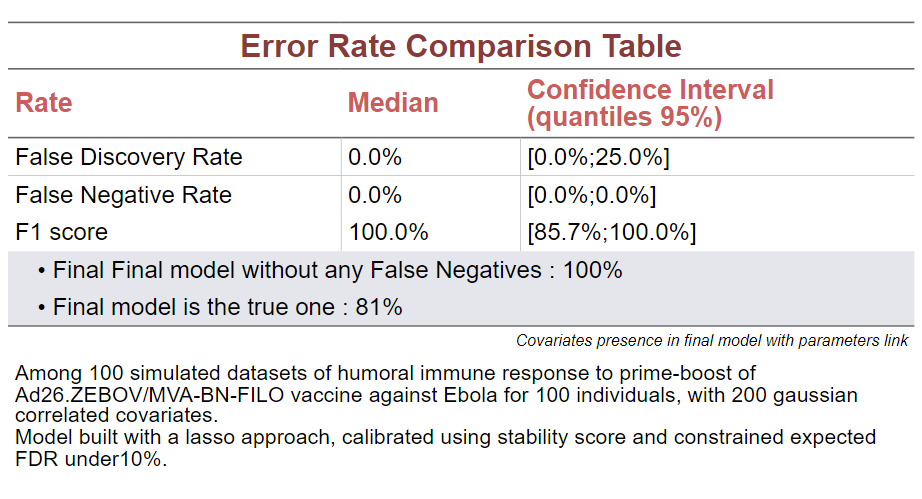 Error Rate Comparison Table
Rate Median Confidence Interval
(quantiles 95%)
False Discovery Rate 0.0% [0.0%;25.0%]
False Negative Rate 0.0% [0.0%;0.0%]
F1 score 100.0% [85.7%;100.0%]
• Final Final model without any False Negatives : 100%
• Final model is the true one : 81%
Covariates presence in final model with parameters link
Among 100 simulated datasets of humoral immune response to prime-boost of
Ad26.ZEBOV/MVA-BN-FILO vaccine against Ebola for 100 individuals, with 200 gaussian
correlated covariates.
Model built with a lasso approach, calibrated using stability score and constrained expected
FDR under10%.